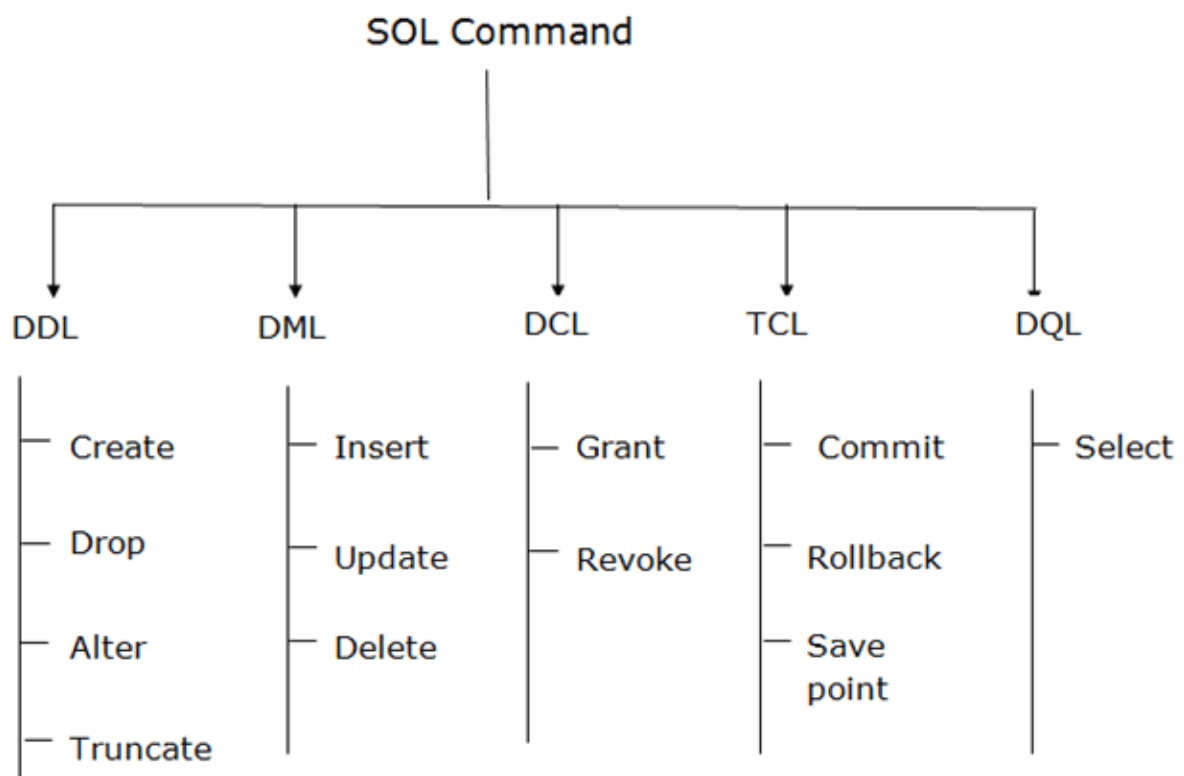 SOL Command
DDL
DML
DCL
TCL
DQL
Create
Drop
Alter
Truncate
Insert
Update
Delete
Grant
Revoke
Commit
Rollback
Save
point
Select